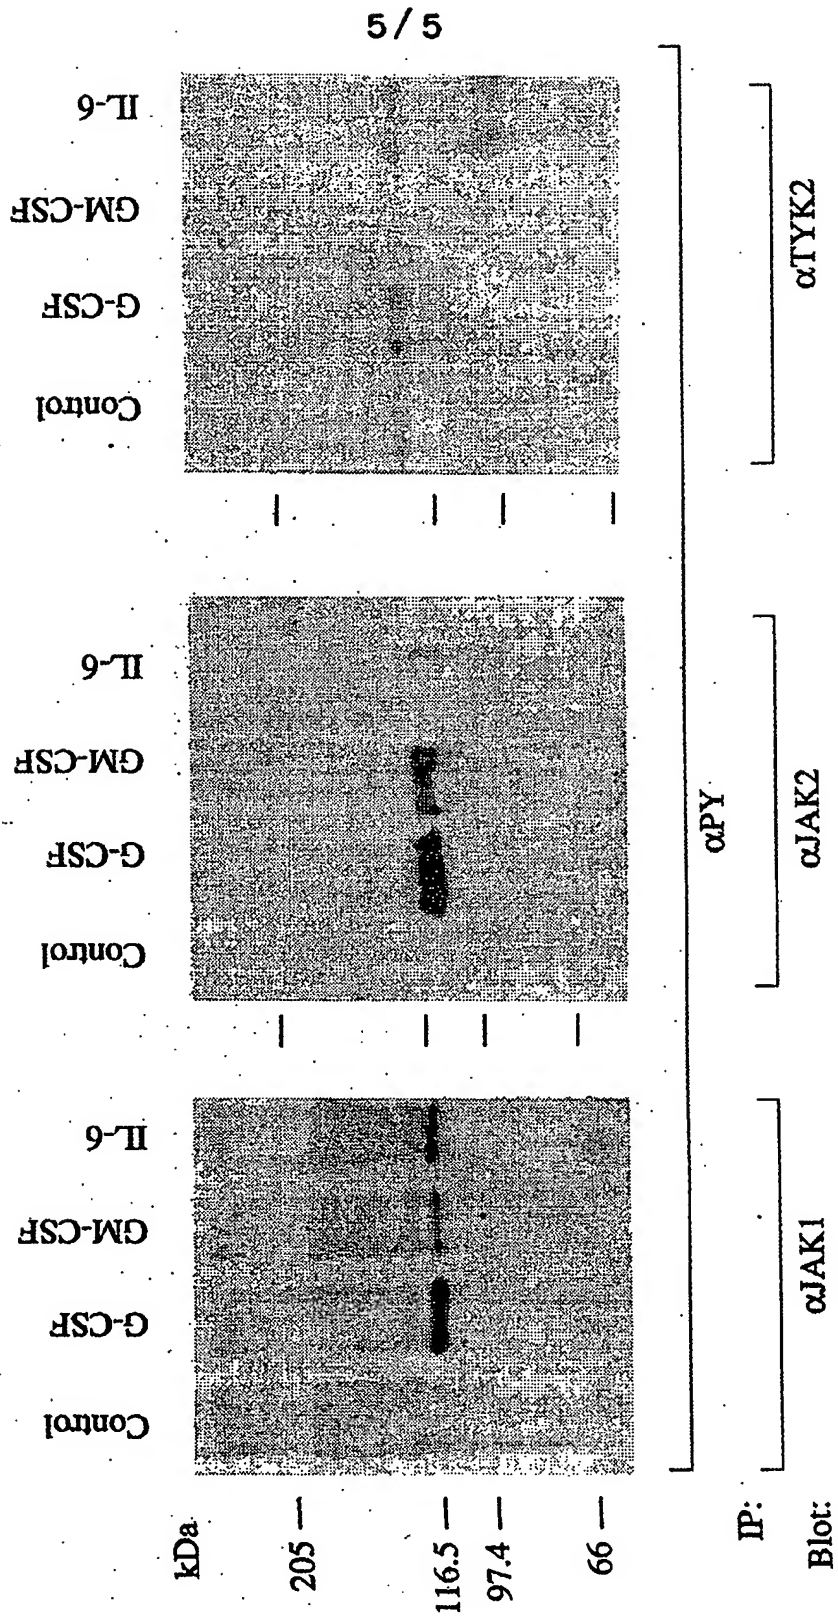 5/5
kDa
205
116.5
97.4
66
Control
G-CSF
GM-CSF
IL-6
Control
G-CSF
GM-CSF
IL-6
Control
G-CSF
GM-CSF
IL-6
IP:
αPY
Blot:
αJAK1
αJAK2
αTYK2